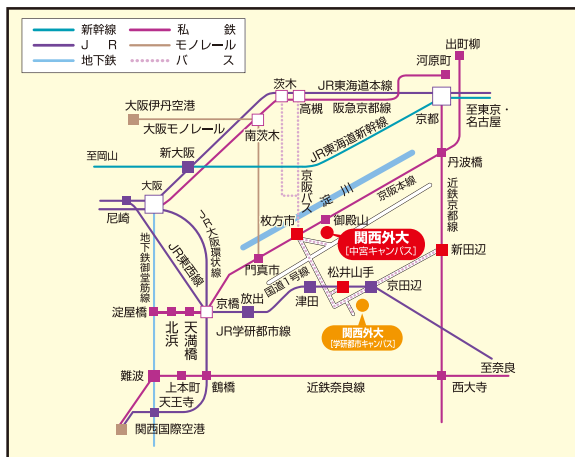 新幹線
私 鉄
J R
モノレール
地下鉄
バ ス
出町柳
河原町
茨木
JR東海道本線
高槻
阪急京都線
京都
至東京・
名古屋
大阪伊丹空港
大阪モノレール
南茨木
JR東海道新幹線
至岡山
新大阪
丹波橋
京阪バス
淀川
京阪本線
近鉄京都線
大阪
尼崎
JR大阪環状線
枚方市
御殿山
関西外大
[中宮キャンパス]
新田辺
地下鉄御堂筋線
JR東西線
門真市
国道1号線
松井山手
京田辺
津田
淀屋橋
北浜
天満橋
京橋
放出
JR学研都市線
関西外大
[学研都市キャンパス]
至奈良
難波
上本町
鶴橋
近鉄奈良線
西大寺
天王寺
関西国際空港